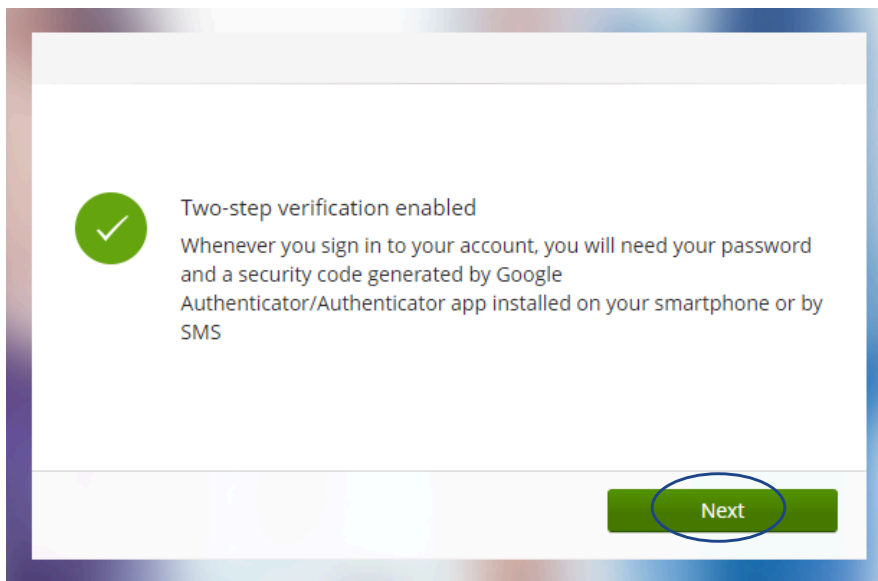 Two-step verification enabled
Whenever you sign in to your account, you will need your password
and a security code generated by Google
Authenticator/Authenticator app installed on your smartphone or by
SMS
Next